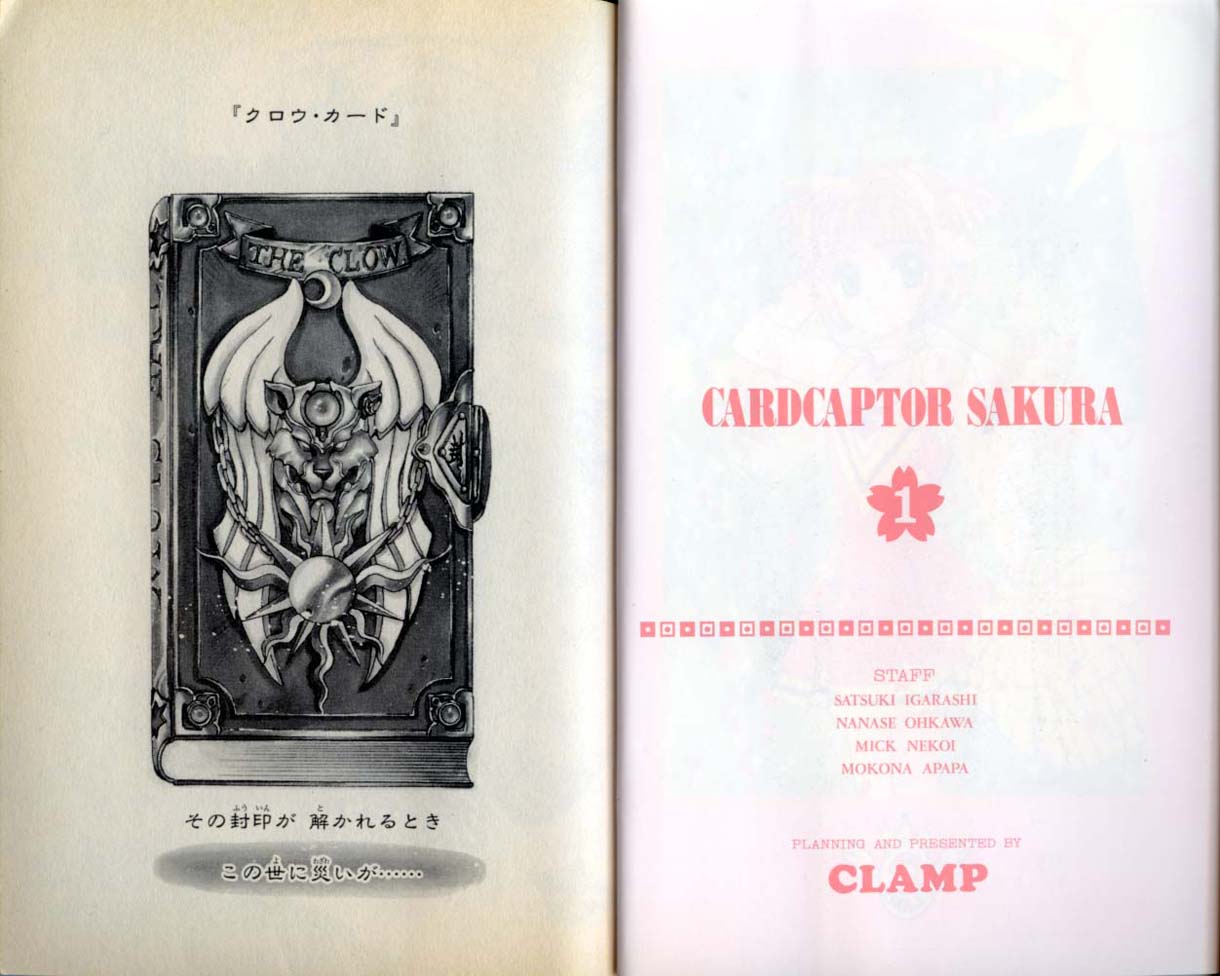 『クロウ・カード』
THE CLOW
その封印が 解かれるとき
この世に災いが……
CARDCAPTOR SAKURA
1
STAFF
SATSUKI IGARASHI
NANASE OHKAWA
MICK NEKOI
MOKONA APAPA
PLANNING AND PRESENTED BY
CLAMP